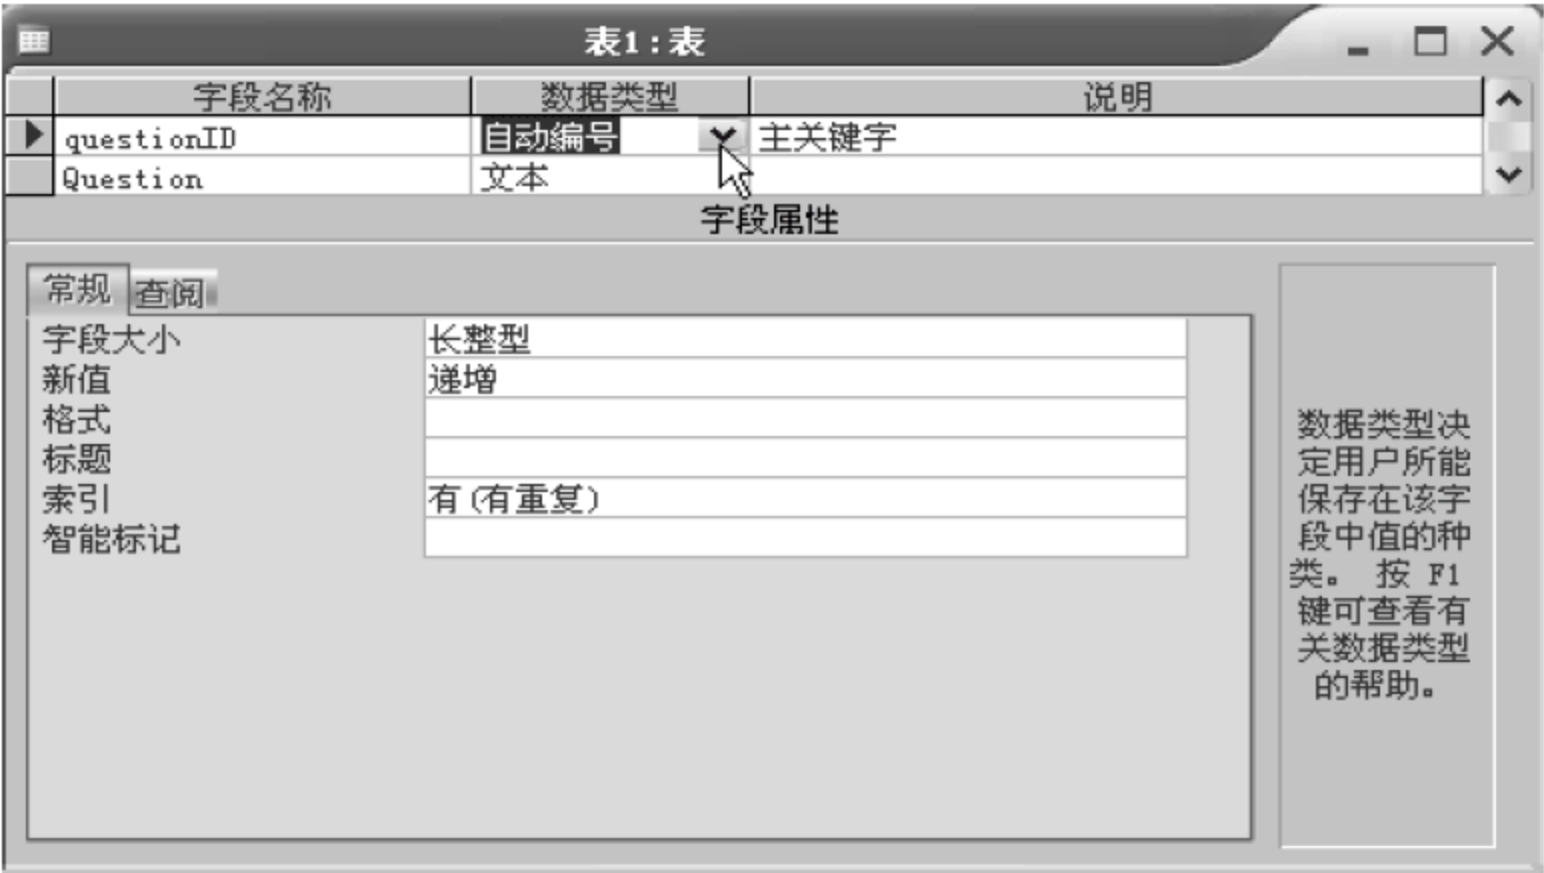 表1 : 表
字段名称 数据类型 说明
questionID 自动编号 主关键字
Question 文本
字段属性
常规 查阅
字段大小 长整型
新值 递增
格式
标题
索引 有(有重复)
智能标记
数据类型决
定用户所能
保存在该字
段中值的种
类。 按 F1
键可查看有
关数据类型
的帮助。